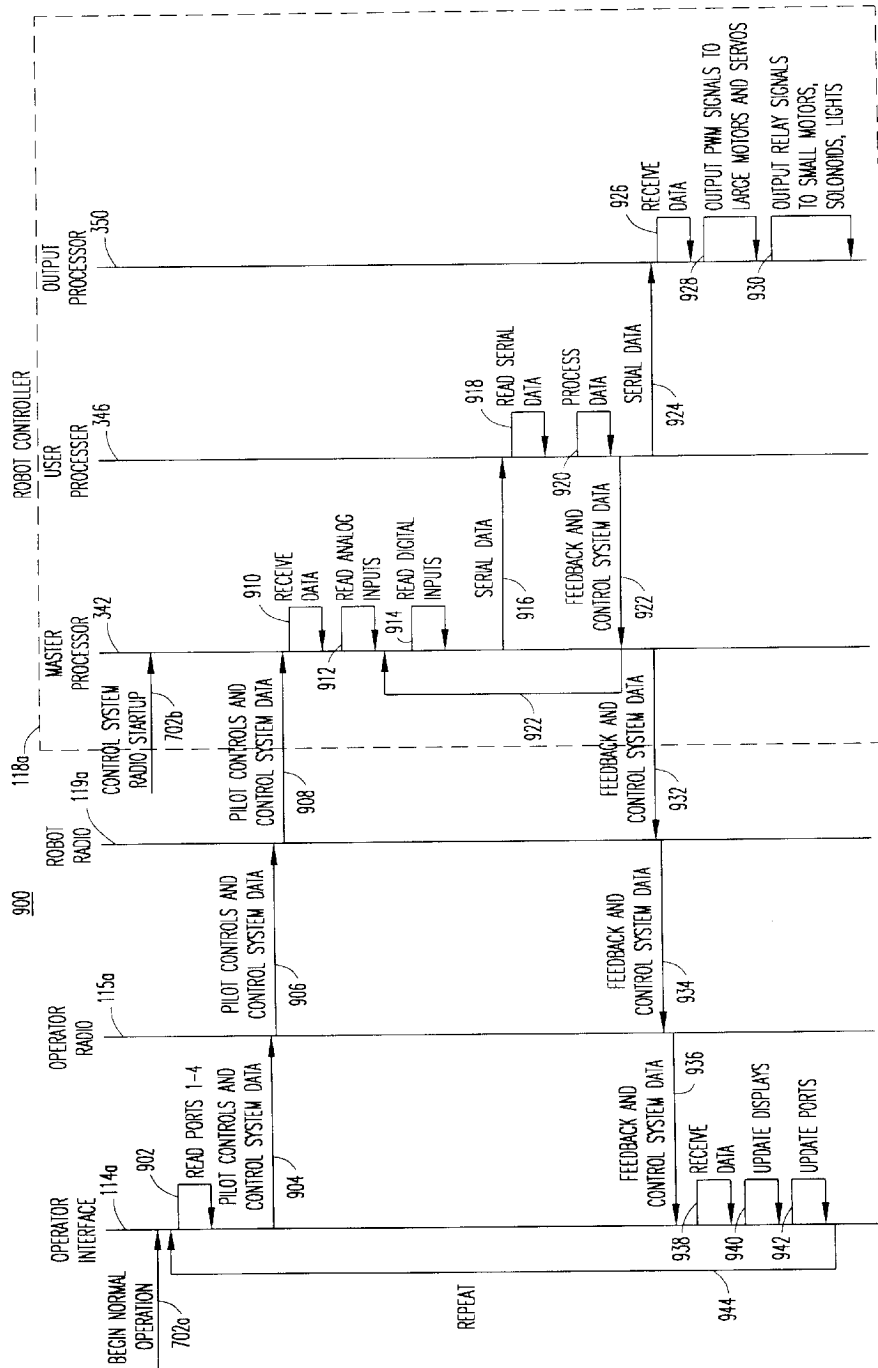 900
118a
ROBOT CONTROLLER
OPERATOR
INTERFACE
114a
OPERATOR
RADIO
115a
ROBOT
RADIO
119a
MASTER
PROCESSOR
342
USER
PROCESSER
346
OUTPUT
PROCESSOR
350
BEGIN NORMAL
OPERATION
702a
CONTROL SYSTEM
RADIO STARTUP
702b
902
READ PORTS 1-4
PILOT CONTROLS AND
CONTROL SYSTEM DATA
904
PILOT CONTROLS AND
CONTROL SYSTEM DATA
906
PILOT CONTROLS AND
CONTROL SYSTEM DATA
908
910
RECEIVE
DATA
912
READ ANALOG
INPUTS
914
READ DIGITAL
INPUTS
SERIAL DATA
916
918
READ SERIAL
DATA
920
PROCESS
DATA
FEEDBACK AND
CONTROL SYSTEM DATA
922
922
SERIAL DATA
924
926
RECEIVE
DATA
928
OUTPUT PWM SIGNALS TO
LARGE MOTORS AND SERVOS
930
OUTPUT RELAY SIGNALS
TO SMALL MOTORS,
SOLONOIDS, LIGHTS
FEEDBACK AND
CONTROL SYSTEM DATA
932
FEEDBACK AND
CONTROL SYSTEM DATA
934
FEEDBACK AND
CONTROL SYSTEM DATA
936
938
RECEIVE
DATA
940
UPDATE DISPLAYS
942
UPDATE PORTS
REPEAT
944